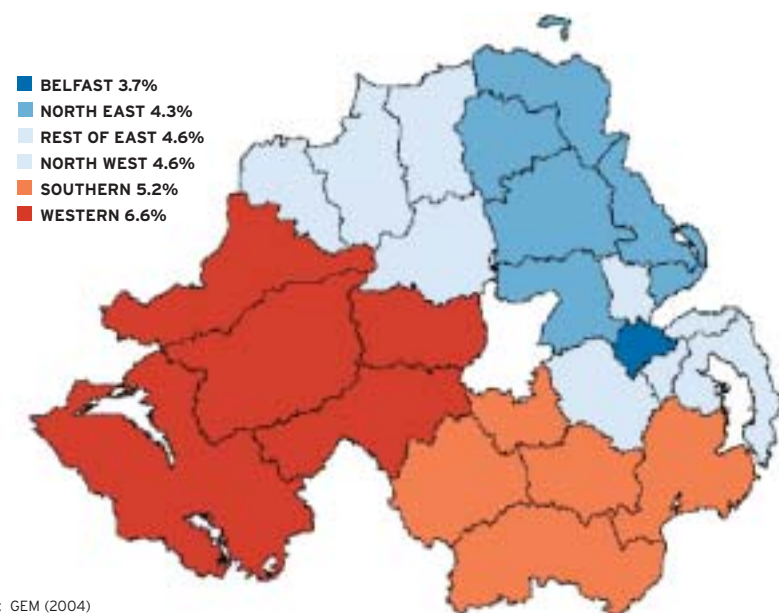 BELFAST 3.7%
NORTH EAST 4.3%
REST OF EAST 4.6%
NORTH WEST 4.6%
SOUTHERN 5.2%
WESTERN 6.6%
: GEM (2004)